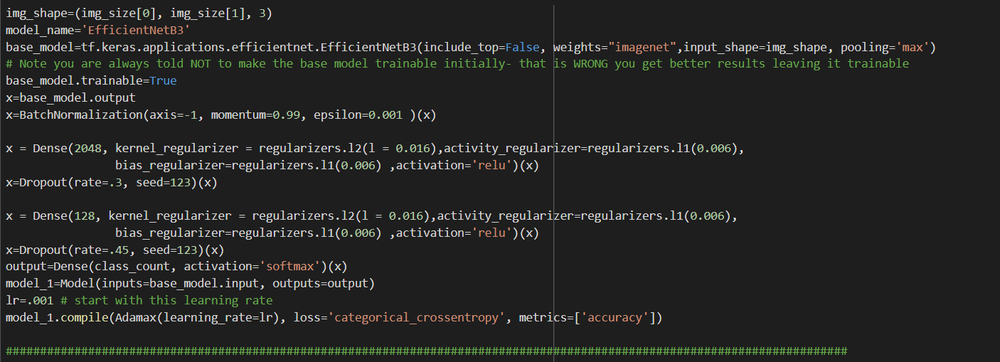 img_shape=(img_size[0], img_size[1], 3)
model_name='EfficientNetB3'
base_model=tf.keras.applications.efficientnet.EfficientNetB3(include_top=False, weights="imagenet",input_shape=img_shape, pooling='max')
# Note you are always told NOT to make the base model trainable initially- that is WRONG you get better results leaving it trainable
base_model.trainable=True
x=base_model.output
x=BatchNormalization(axis=-1, momentum=0.99, epsilon=0.001 )(x)
x = Dense(2048, kernel_regularizer = regularizers.l2(l = 0.016),activity_regularizer=regularizers.l1(0.006),
bias_regularizer=regularizers.l1(0.006) ,activation='relu')(x)
x=Dropout(rate=.3, seed=123)(x)
x = Dense(128, kernel_regularizer = regularizers.l2(l = 0.016),activity_regularizer=regularizers.l1(0.006),
bias_regularizer=regularizers.l1(0.006) ,activation='relu')(x)
x=Dropout(rate=.45, seed=123)(x)
output=Dense(class_count, activation='softmax')(x)
model_1=Model(inputs=base_model.input, outputs=output)
lr=.001 # start with this learning rate
model_1.compile(Adamax(learning_rate=lr), loss='categorical_crossentropy', metrics=['accuracy'])
###########################################################################################################################